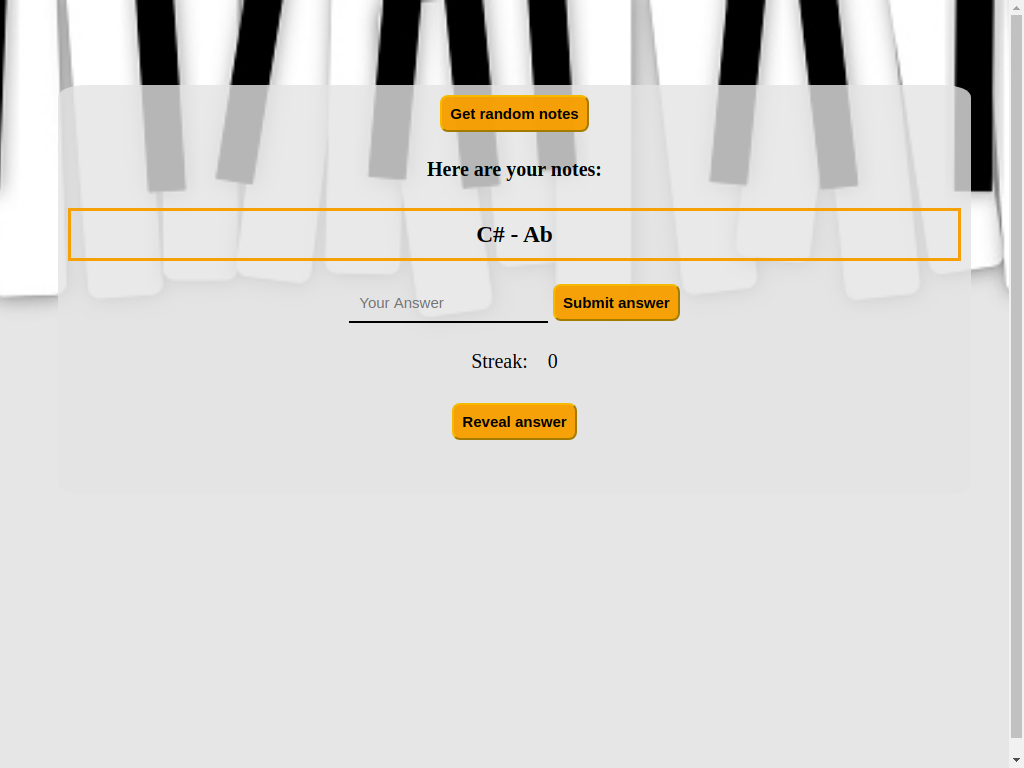 Get random notes
Here are your notes:
C# - Ab
Your Answer Submit answer
Streak: 0
Reveal answer